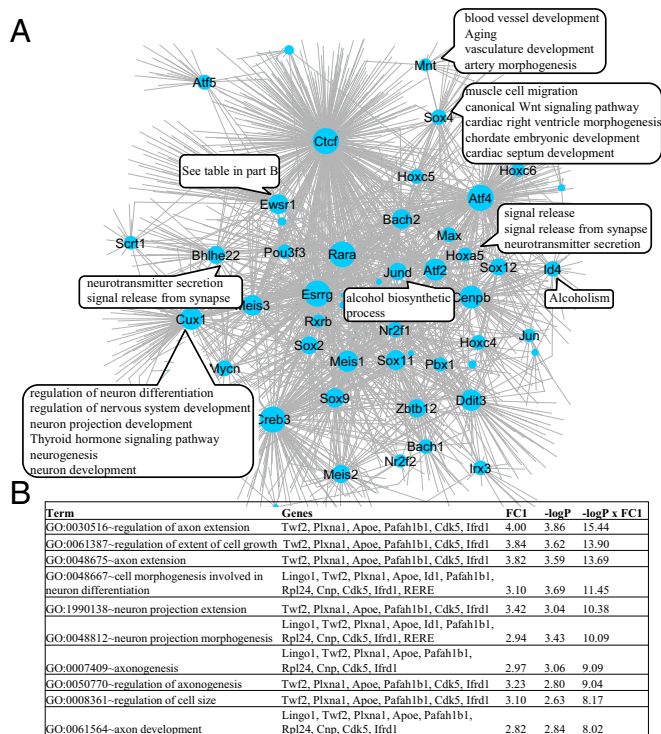 A
blood vessel development
Aging
vasculature development
artery morphogenesis
Mnt
Atf5
muscle cell migration
canonical Wnt signaling pathway
cardiac right ventricle morphogenesis
chordate embryonic development
cardiac septum development
Sox4
Ctcf
See table in part B
Hoxc5
Hoxc6
Atf4
Ewsr1
Bach2
signal release
signal release from synapse
neurotransmitter secretion
Scrt1
Bhlhe22
Pou3f3
Rara
Max
Hoxa5
Jund
Atf2
Sox12
Id4
neurotransmitter secretion
signal release from synapse
Esrrg
alcohol biosynthetic
process
Cenpb
Alcoholism
Meis3
Cux1
Rxrb
Nr2f1
Jun
Sox2
Hoxc4
Mycn
Meis1
Sox11
Pbx1
regulation of neuron differentiation
regulation of nervous system development
neuron projection development
Thyroid hormone signaling pathway
neurogenesis
neuron development
Sox9
Zbtb12
Ddit3
Creb3
Bach1
Meis2
Nr2f2
Irx3
B
Term Genes FC1 -logP -logP x FC1
GO:0030516~regulation of axon extension Twf2, Plxna1, Apoe, Pafah1b1, Cdk5, Ifrd1 4.00 3.86 15.44
GO:0061387~regulation of extent of cell growth Twf2, Plxna1, Apoe, Pafah1b1, Cdk5, Ifrd1 3.84 3.62 13.90
GO:0048675~axon extension Twf2, Plxna1, Apoe, Pafah1b1, Cdk5, Ifrd1 3.82 3.59 13.69
GO:0048667~cell morphogenesis involved in Lingo1, Twf2, Plxna1, Apoe, Id1, Pafah1b1,
neuron differentiation Rpl24, Cnp, Cdk5, Ifrd1, RERE 3.10 3.69 11.45
GO:1990138~neuron projection extension Twf2, Plxna1, Apoe, Pafah1b1, Cdk5, Ifrd1 3.42 3.04 10.38
Lingo1, Twf2, Plxna1, Apoe, Id1, Pafah1b1,
GO:0048812~neuron projection morphogenesis Rpl24, Cnp, Cdk5, Ifrd1, RERE 2.94 3.43 10.09
Lingo1, Twf2, Plxna1, Apoe, Pafah1b1,
GO:0007409~axonogenesis Rpl24, Cnp, Cdk5, Ifrd1 2.97 3.06 9.09
GO:0050770~regulation of axonogenesis Twf2, Plxna1, Apoe, Pafah1b1, Cdk5, Ifrd1 3.23 2.80 9.04
GO:0008361~regulation of cell size Twf2, Plxna1, Apoe, Pafah1b1, Cdk5, Ifrd1 3.10 2.63 8.17
Lingo1, Twf2, Plxna1, Apoe, Pafah1b1,
GO:0061564~axon development Rpl24, Cnp, Cdk5, Ifrd1 2.82 2.84 8.02